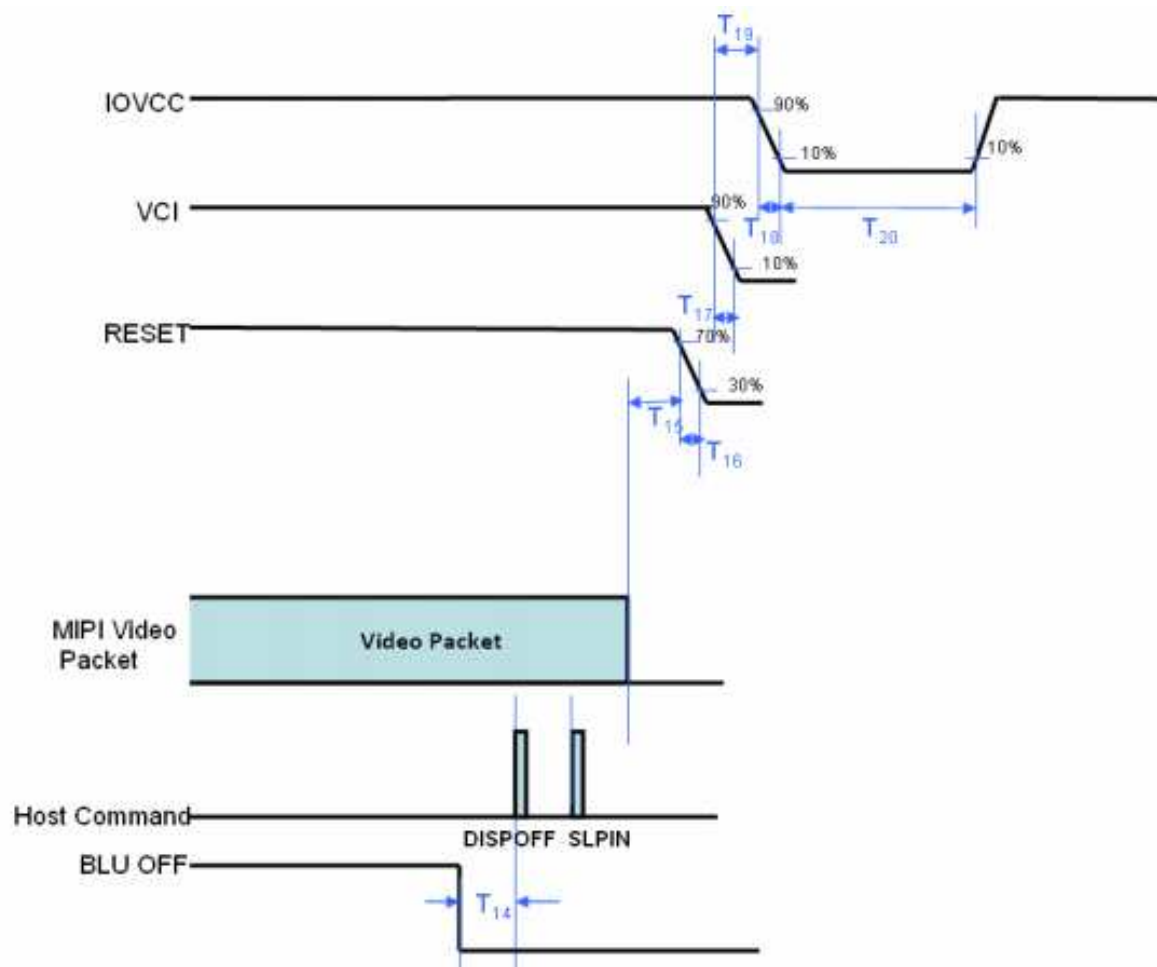 T19
IOVCC
90%
10%
10%
VCI
90%
T18
T20
10%
T17
RESET
70%
30%
T15
T16
MIPI Video
Packet
Video Packet
Host Command
DISPOFF SLPIN
BLU OFF
T14